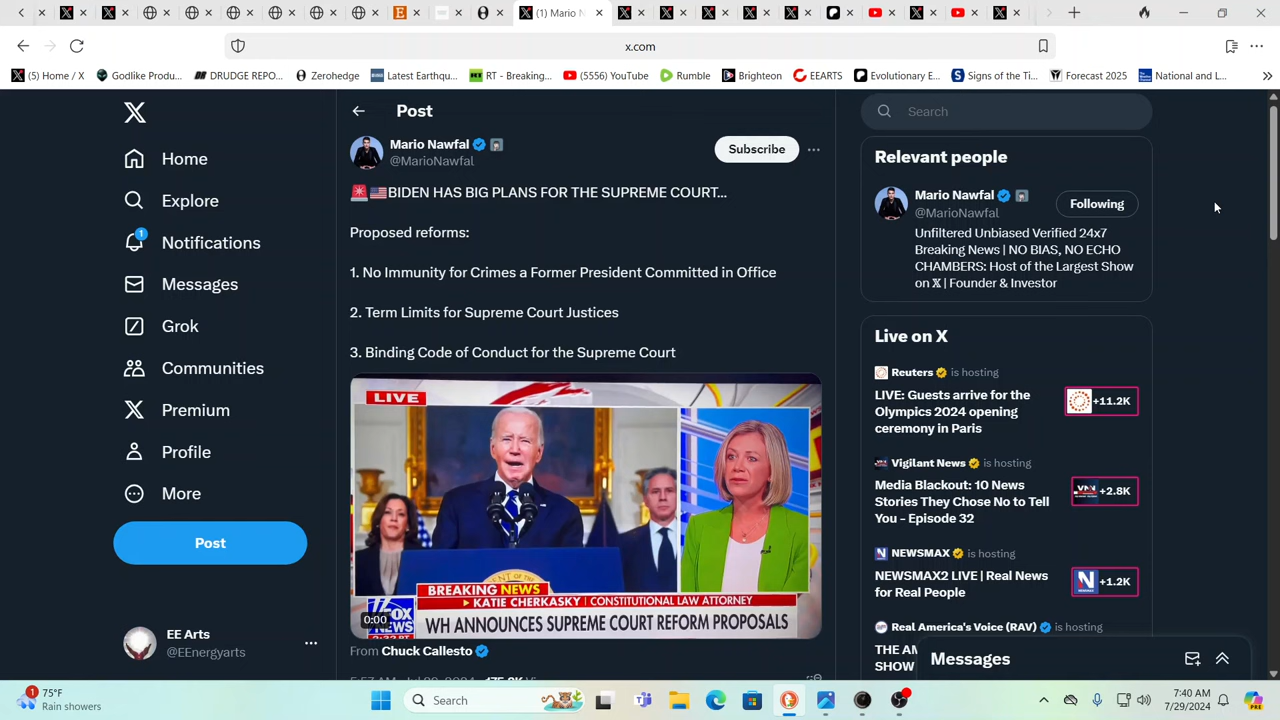 (1) Mario N
x.com
(5) Home / X
Godlike Produ...
DRUDGE REPO...
Zerohedge
Latest Earthqu...
RT - Breaking...
(5556) YouTube
Rumble
Brighteon
EEARTS
Evolutionary E...
Signs of the Ti...
Forecast 2025
National and L...
Home
Explore
1
Notifications
Messages
Grok
Communities
Premium
Profile
More
Post
EE Arts
@EEnergyarts
Post
Mario Nawfal
@MarioNawfal
Subscribe
🚨🇺🇸BIDEN HAS BIG PLANS FOR THE SUPREME COURT...
Proposed reforms:
1. No Immunity for Crimes a Former President Committed in Office
2. Term Limits for Supreme Court Justices
3. Binding Code of Conduct for the Supreme Court
LIVE
BREAKING NEWS
KATIE CHERKASKY | CONSTITUTIONAL LAW ATTORNEY
FOX
NEWS
0:00
WH ANNOUNCES SUPREME COURT REFORM PROPOSALS
From Chuck Callesto
Search
Relevant people
Mario Nawfal
@MarioNawfal
Following
Unfiltered Unbiased Verified 24x7
Breaking News | NO BIAS, NO ECHO
CHAMBERS: Host of the Largest Show
on 𝕏 | Founder & Investor
Live on X
Reuters is hosting
LIVE: Guests arrive for the
Olympics 2024 opening
ceremony in Paris
+11.2K
Vigilant News is hosting
Media Blackout: 10 News
Stories They Chose No to Tell
You – Episode 32
+2.8K
NEWSMAX is hosting
NEWSMAX2 LIVE | Real News
for Real People
+1.2K
Real America's Voice (RAV) is hosting
THE AM
SHOW
Messages
1
75°F
Rain showers
Search
7:40 AM
7/29/2024